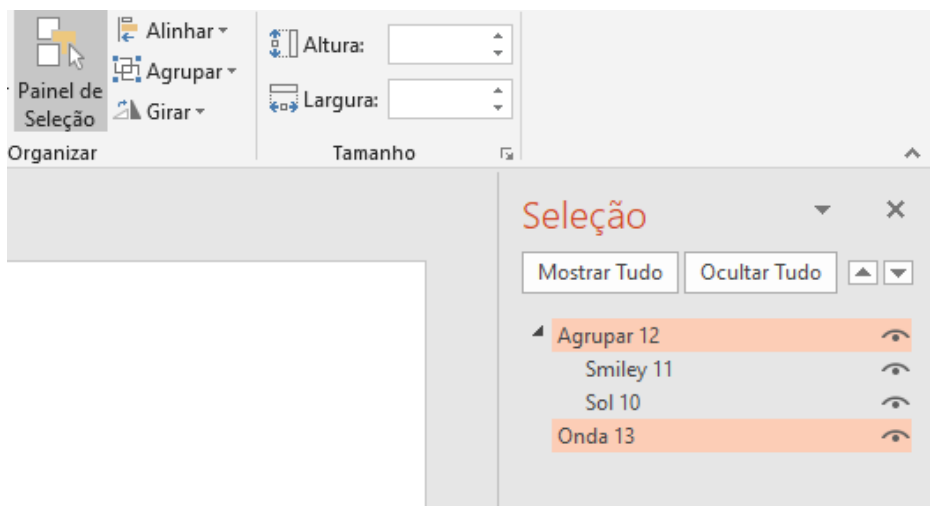 Painel de
Seleção
Alinhar
Agrupar
Girar
Organizar
Altura:
Largura:
Tamanho
Seleção
Mostrar Tudo
Ocultar Tudo
Agrupar 12
Smiley 11
Sol 10
Onda 13